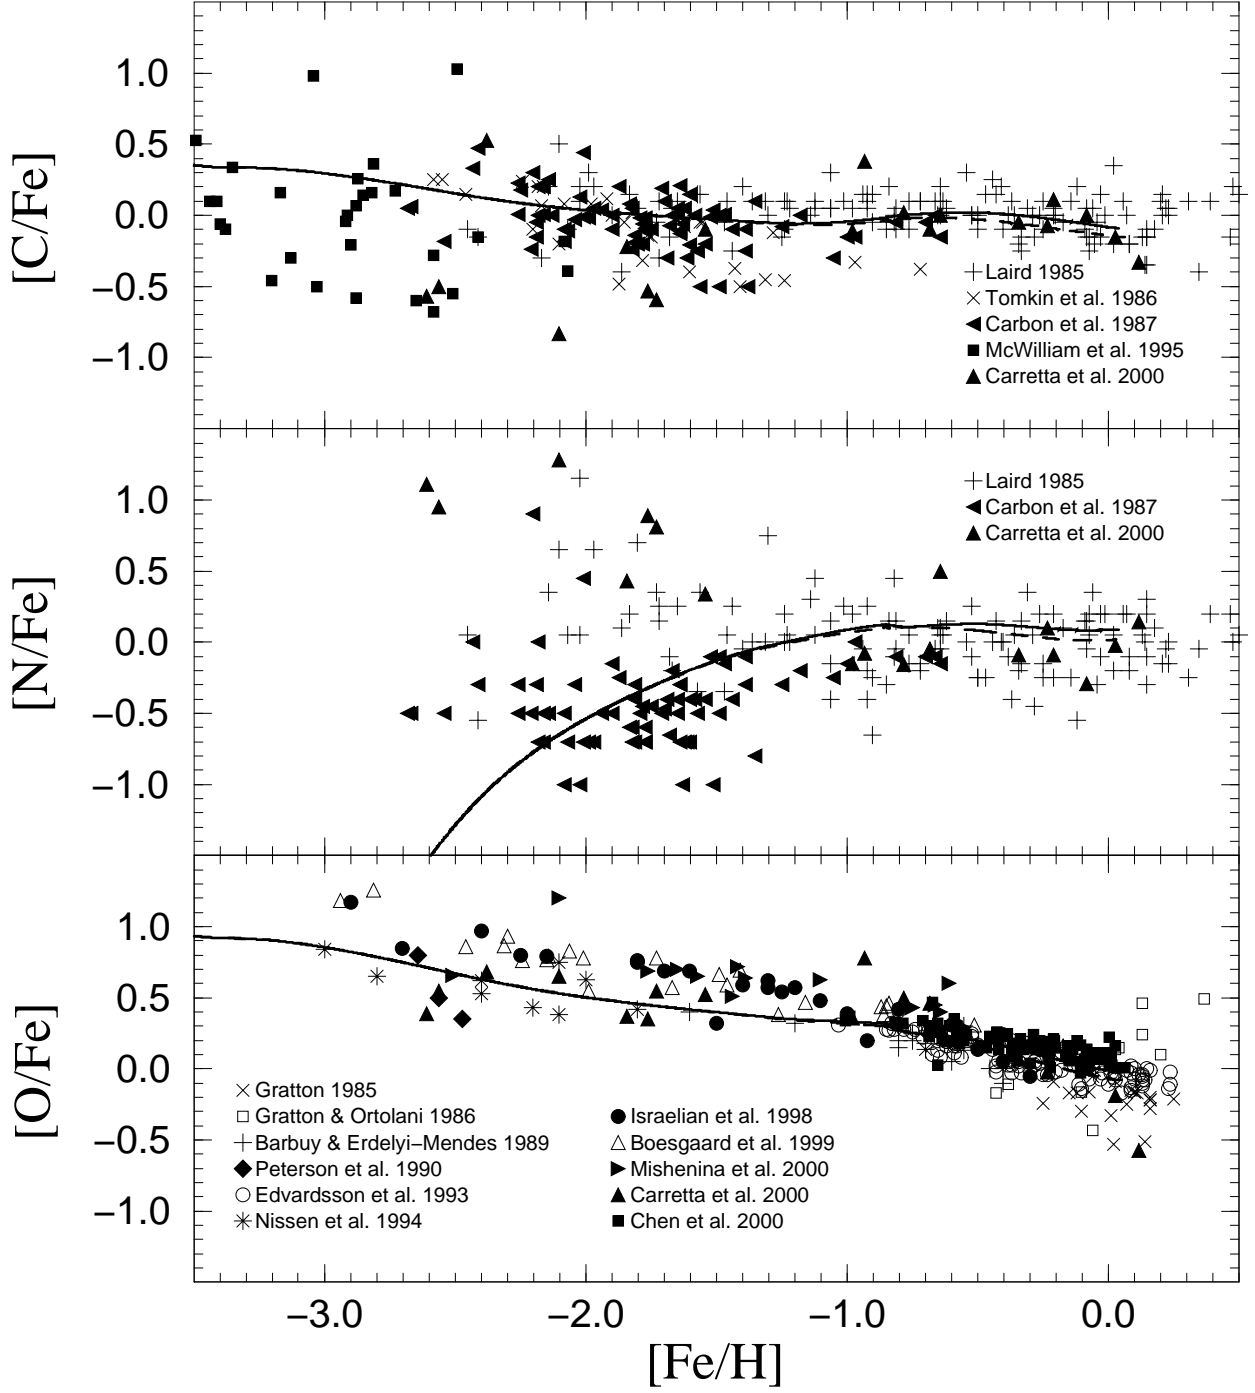 [C/Fe]
1.0
0.5
0.0
−0.5
−1.0
Laird 1985
Tomkin et al. 1986
Carbon et al. 1987
McWilliam et al. 1995
Carretta et al. 2000
[N/Fe]
1.0
0.5
0.0
−0.5
−1.0
Laird 1985
Carbon et al. 1987
Carretta et al. 2000
[O/Fe]
1.0
0.5
0.0
−0.5
−1.0
Gratton 1985
Gratton & Ortolani 1986
Barbuy & Erdelyi−Mendes 1989
Peterson et al. 1990
Edvardsson et al. 1993
Nissen et al. 1994
Israelian et al. 1998
Boesgaard et al. 1999
Mishenina et al. 2000
Carretta et al. 2000
Chen et al. 2000
−3.0 −2.0 −1.0 0.0
[Fe/H]